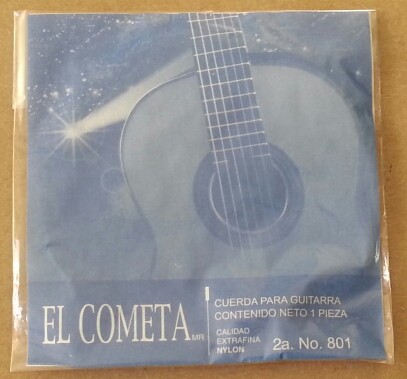 EL COMETA MR.
CUERDA PARA GUITARRA
CONTENIDO NETO 1 PIEZA
CALIDAD
EXTRAFINA
NYLON
2a. No. 801